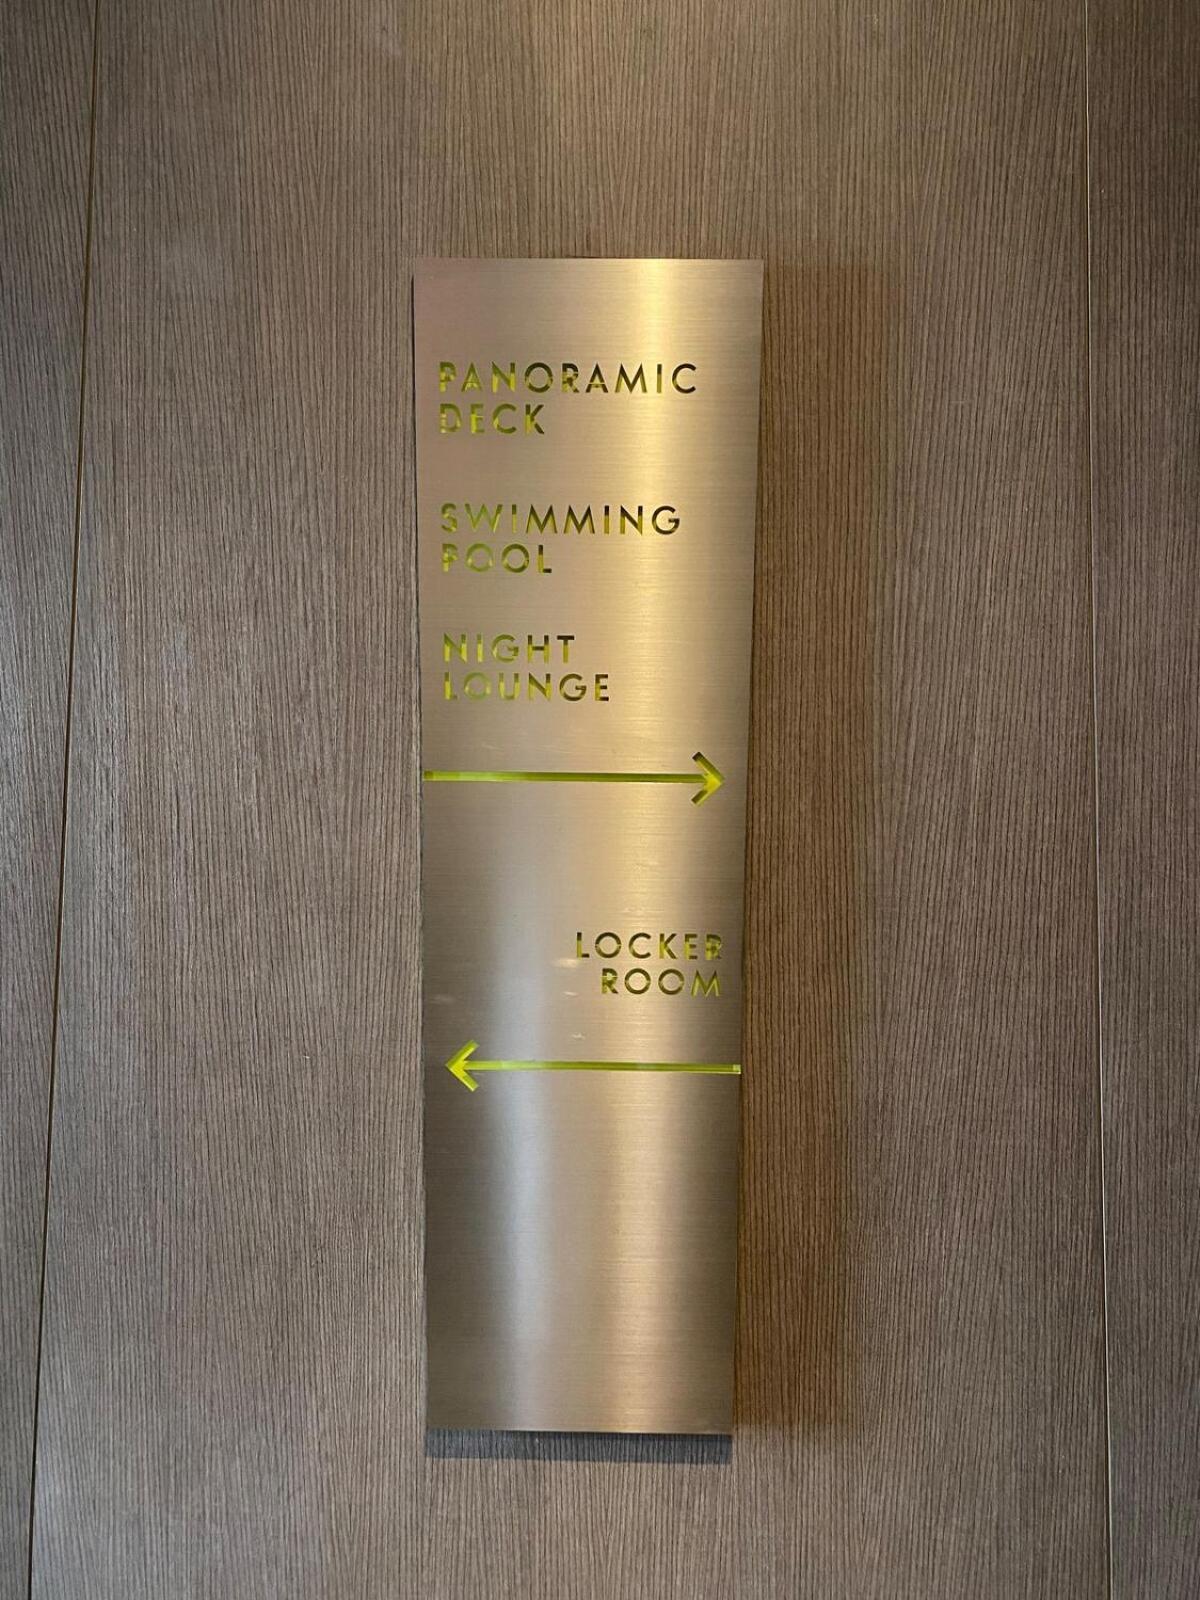 PANORAMIC
DECK
SWIMMING
POOL
NIGHT
LOUNGE
LOCKER
ROOM